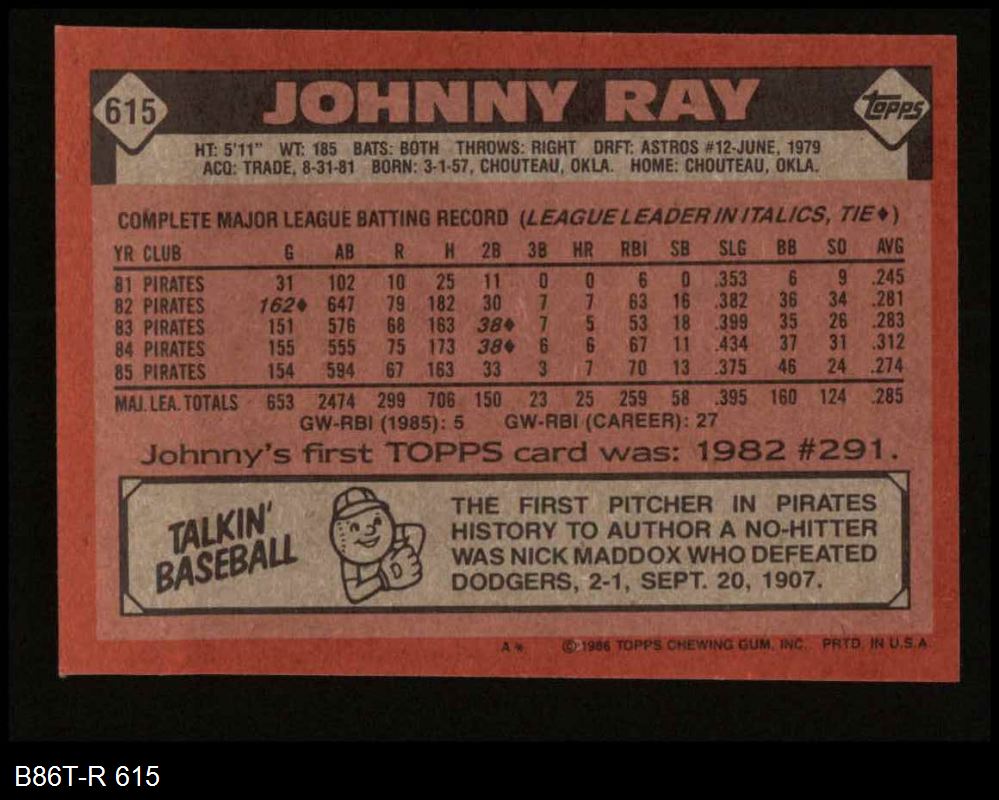 615 JOHNNY RAY TOPPS
HT: 5'11" WT: 185 BATS: BOTH THROWS: RIGHT DRFT: ASTROS #12-JUNE, 1979
ACQ: TRADE, 8-31-81 BORN: 3-1-57, CHOUTEAU, OKLA. HOME: CHOUTEAU, OKLA.
COMPLETE MAJOR LEAGUE BATTING RECORD (LEAGUE LEADER IN ITALICS, TIE♦)
YR CLUB G AB R H 2B 3B HR RBI SB SLG BB SO AVG
81 PIRATES 31 102 10 25 11 0 0 6 0 .353 6 9 .245
82 PIRATES 162♦ 647 79 182 30 7 7 63 16 .382 36 34 .281
83 PIRATES 151 576 68 163 38♦ 7 5 53 18 .399 35 26 .283
84 PIRATES 155 555 75 173 38♦ 6 6 67 11 .434 37 31 .312
85 PIRATES 154 594 67 163 33 3 7 70 13 .375 46 24 .274
MAJ. LEA. TOTALS 653 2474 299 706 150 23 25 259 58 .395 160 124 .285
GW-RBI (1985): 5 GW-RBI (CAREER): 27
Johnny's first TOPPS card was: 1982 #291.
TALKIN'
BASEBALL
THE FIRST PITCHER IN PIRATES
HISTORY TO AUTHOR A NO-HITTER
WAS NICK MADDOX WHO DEFEATED
DODGERS, 2-1, SEPT. 20, 1907.
D
A* ©1986 TOPPS CHEWING GUM, INC. PRTD. IN U.S.A.
B86T-R 615